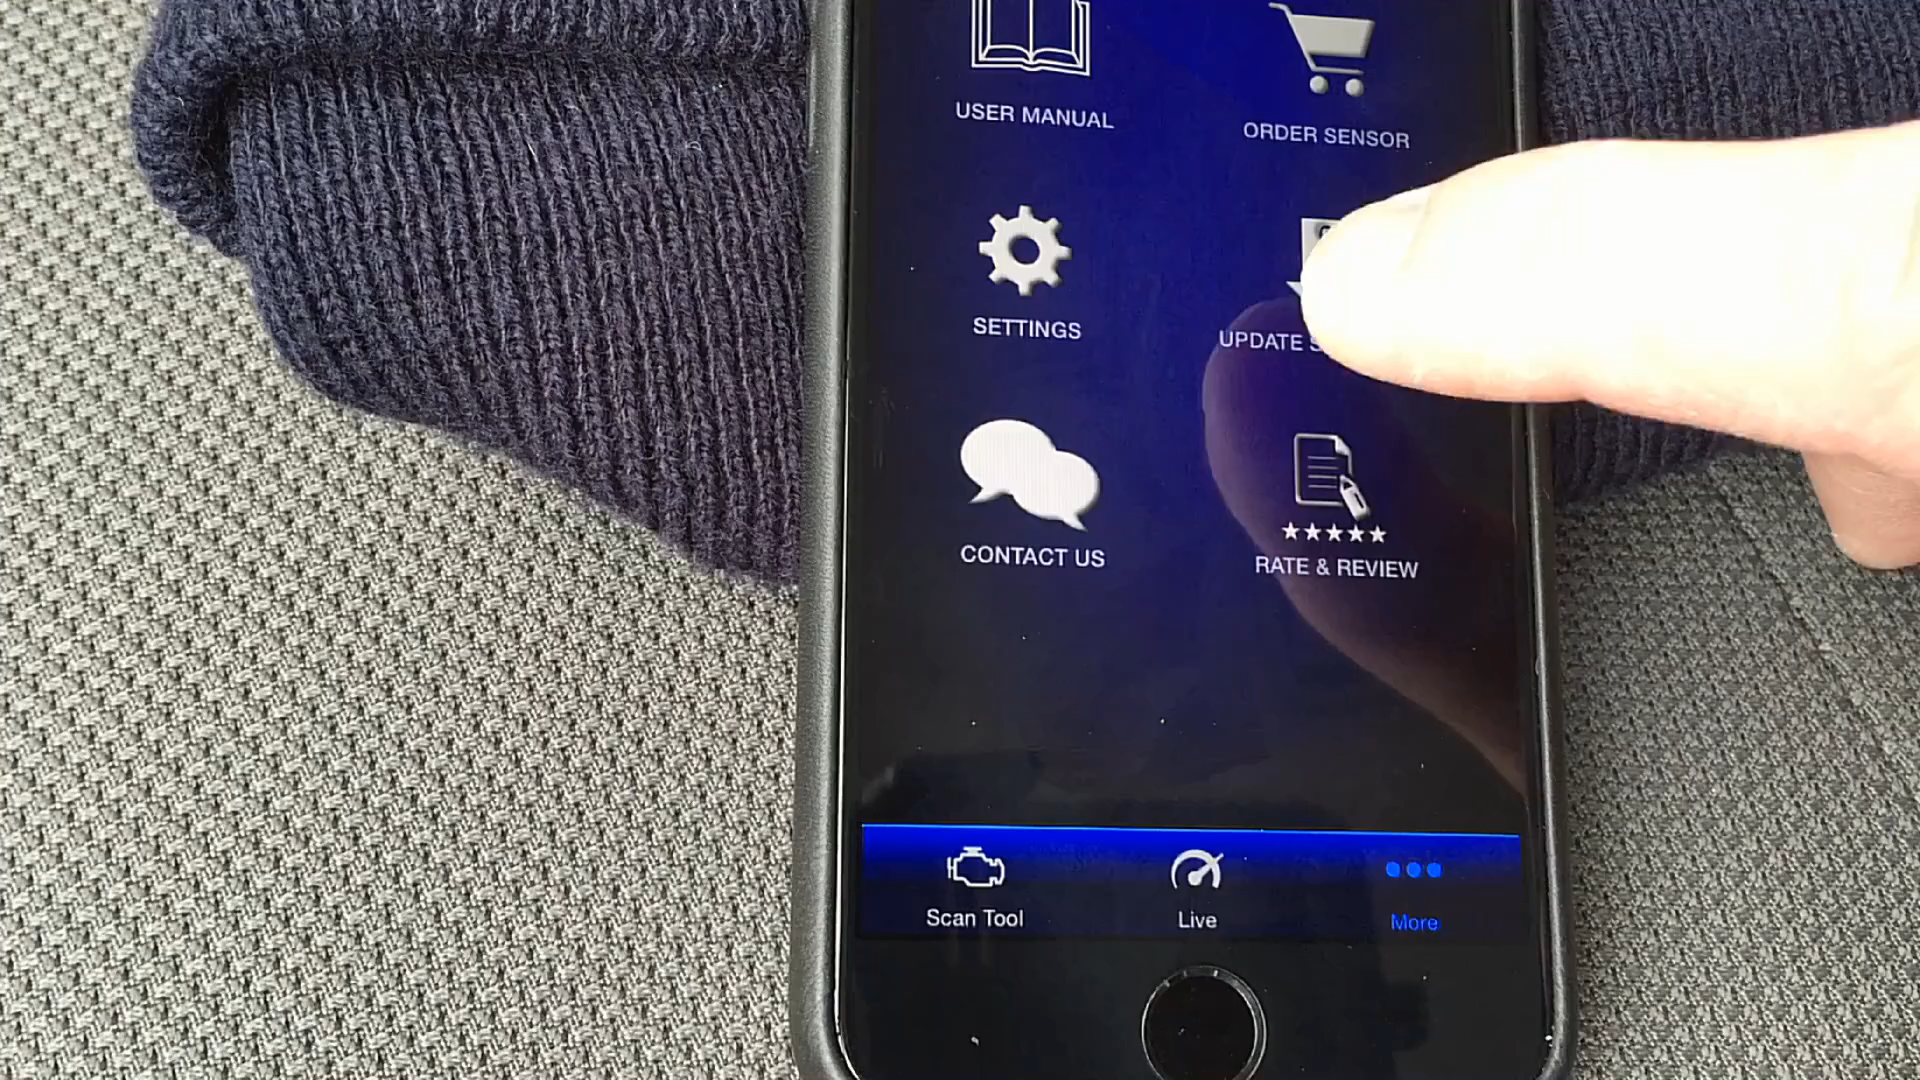 USER MANUAL
ORDER SENSOR
SETTINGS
UPDATE
CONTACT US
RATE & REVIEW
Scan Tool
Live
More